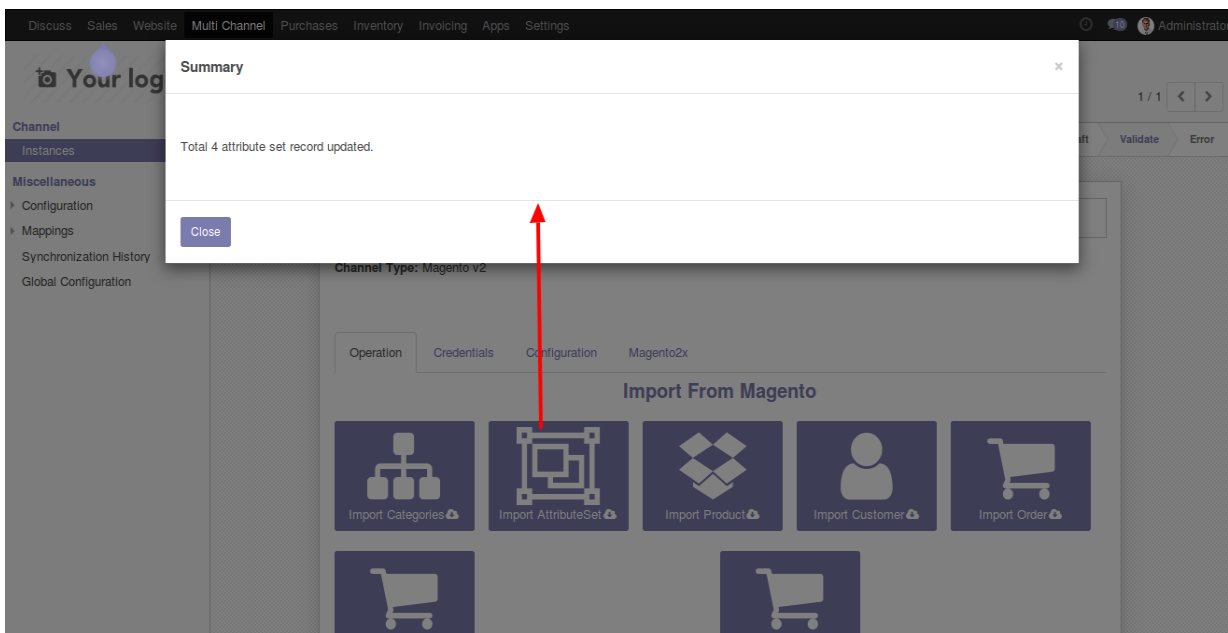 Discuss Sales Website Multi Channel Purchases Inventory Invoicing Apps Settings 10 Administrator
Your log
Summary ×
1 / 1
Channel
Instances
Total 4 attribute set record updated.
aft Validate Error
Miscellaneous
Configuration
Mappings
Synchronization History
Global Configuration
Close
Channel Type: Magento v2
Operation Credentials Configuration Magento2x
Import From Magento
Import Categories Import AttributeSet Import Product Import Customer Import Order